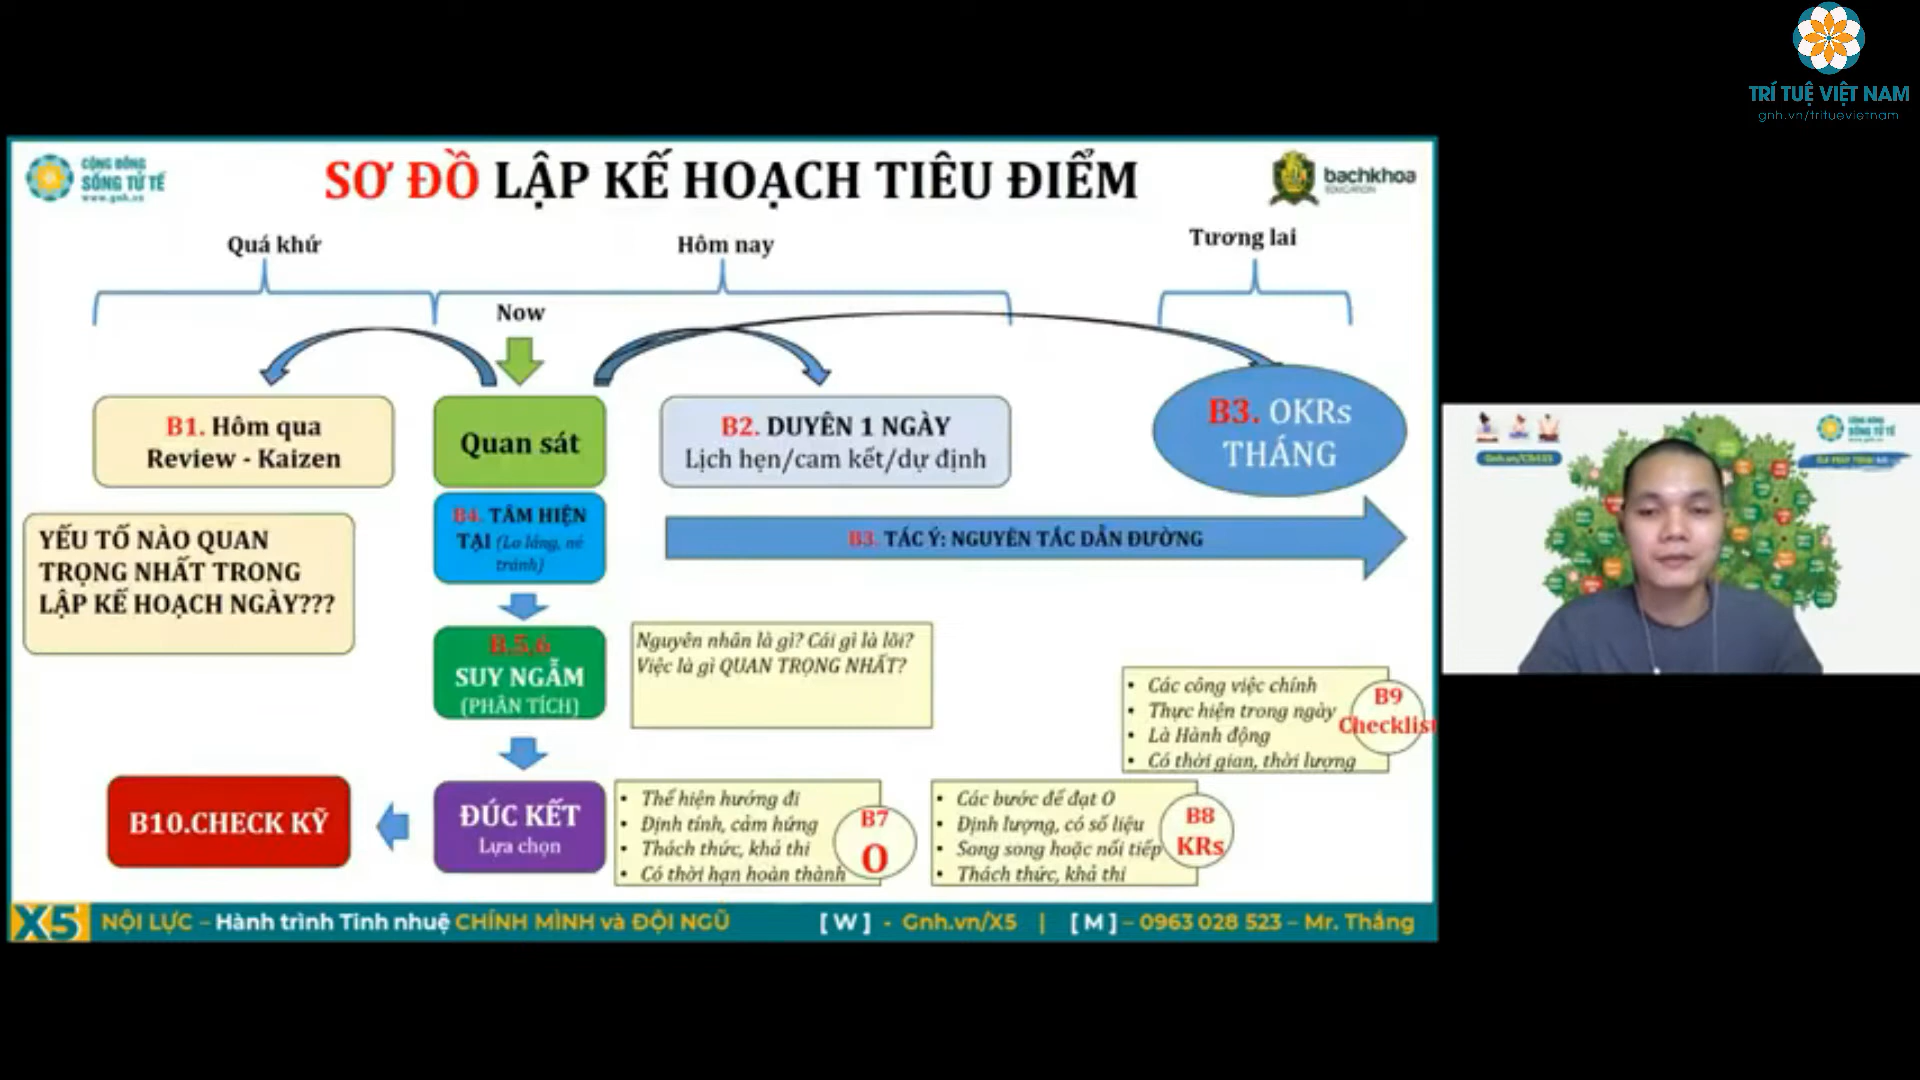 TRÍ TUỆ VIỆT NAM
gnh.vn/trituevietnam
CỘNG ĐỒNG
SỐNG TỬ TẾ
www.gnh.vn
SƠ ĐỒ LẬP KẾ HOẠCH TIÊU ĐIỂM
bachkhoa
EDUCATION
Quá khứ
Hôm nay
Tương lai
Now
B1. Hôm qua
Review - Kaizen
Quan sát
B2. DUYÊN 1 NGÀY
Lịch hẹn/cam kết/dự định
B3. OKRs
THÁNG
B4. TÂM HIỆN
TẠI (Lo lắng, né
tránh)
B3. TÁC Ý: NGUYÊN TẮC DẪN ĐƯỜNG
YẾU TỐ NÀO QUAN
TRỌNG NHẤT TRONG
LẬP KẾ HOẠCH NGÀY???
B.5,6
SUY NGẪM
(PHÂN TÍCH)
Nguyên nhân là gì? Cái gì là lõi?
Việc là gì QUAN TRỌNG NHẤT?
• Các công việc chính
• Thực hiện trong ngày
• Là Hành động
• Có thời gian, thời lượng
B9
Checklist
B10.CHECK KỸ
ĐÚC KẾT
Lựa chọn
• Thể hiện hướng đi
• Định tính, cảm hứng
• Thách thức, khả thi
• Có thời hạn hoàn thành
B7
O
• Các bước để đạt O
• Định lượng, có số liệu
• Song song hoặc nối tiếp
• Thách thức, khả thi
B8
KRs
X5 NỘI LỰC – Hành trình Tinh nhuệ CHÍNH MÌNH và ĐỘI NGŨ [ W ] - Gnh.vn/X5 | [ M ] – 0963 028 523 – Mr. Thắng
CỘNG ĐỒNG
SỐNG TỬ TẾ